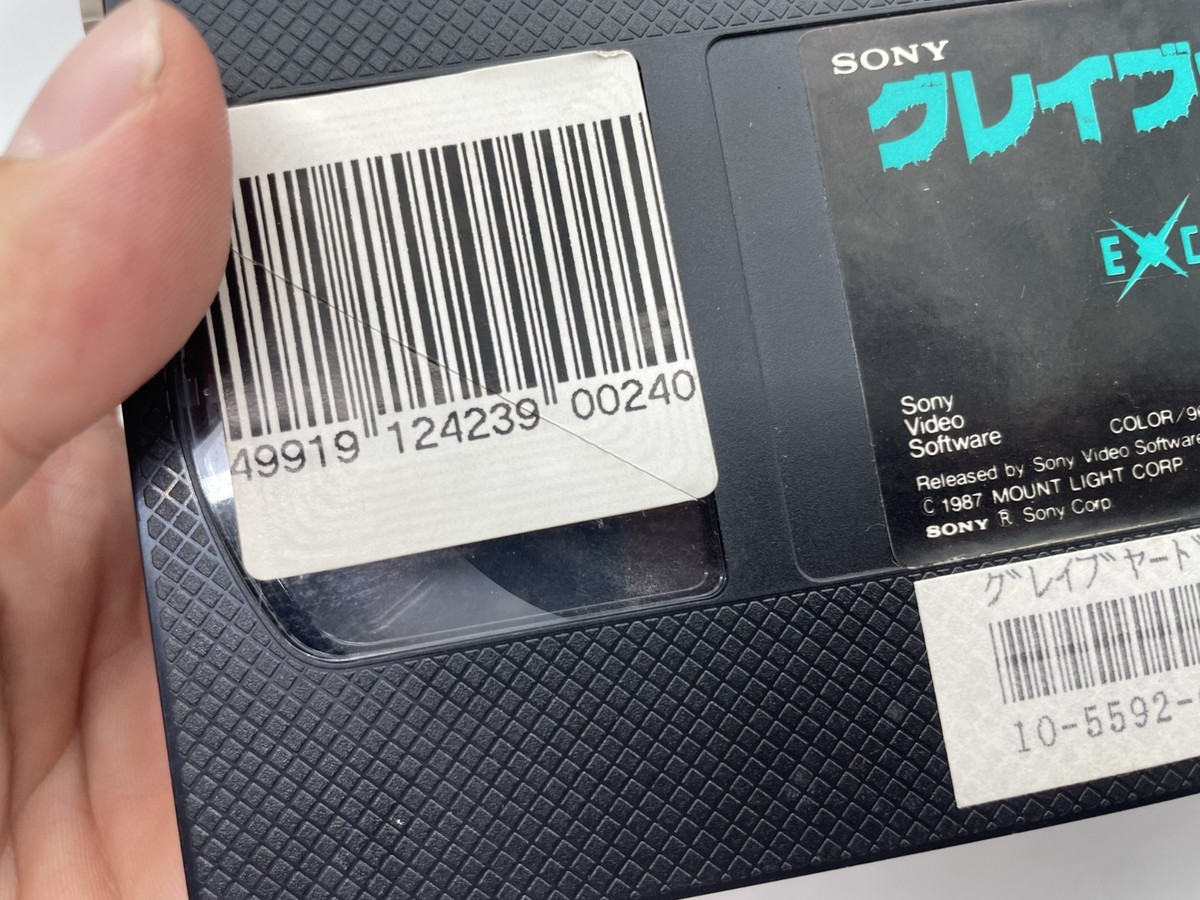 49919 124239 00240
SONY
グレイブ
EXC
Sony
Video
Software
COLOR/9
Released by Sony Video Software
© 1987 MOUNT LIGHT CORP.
SONY R Sony Corp
グレイブヤード
10-5592-